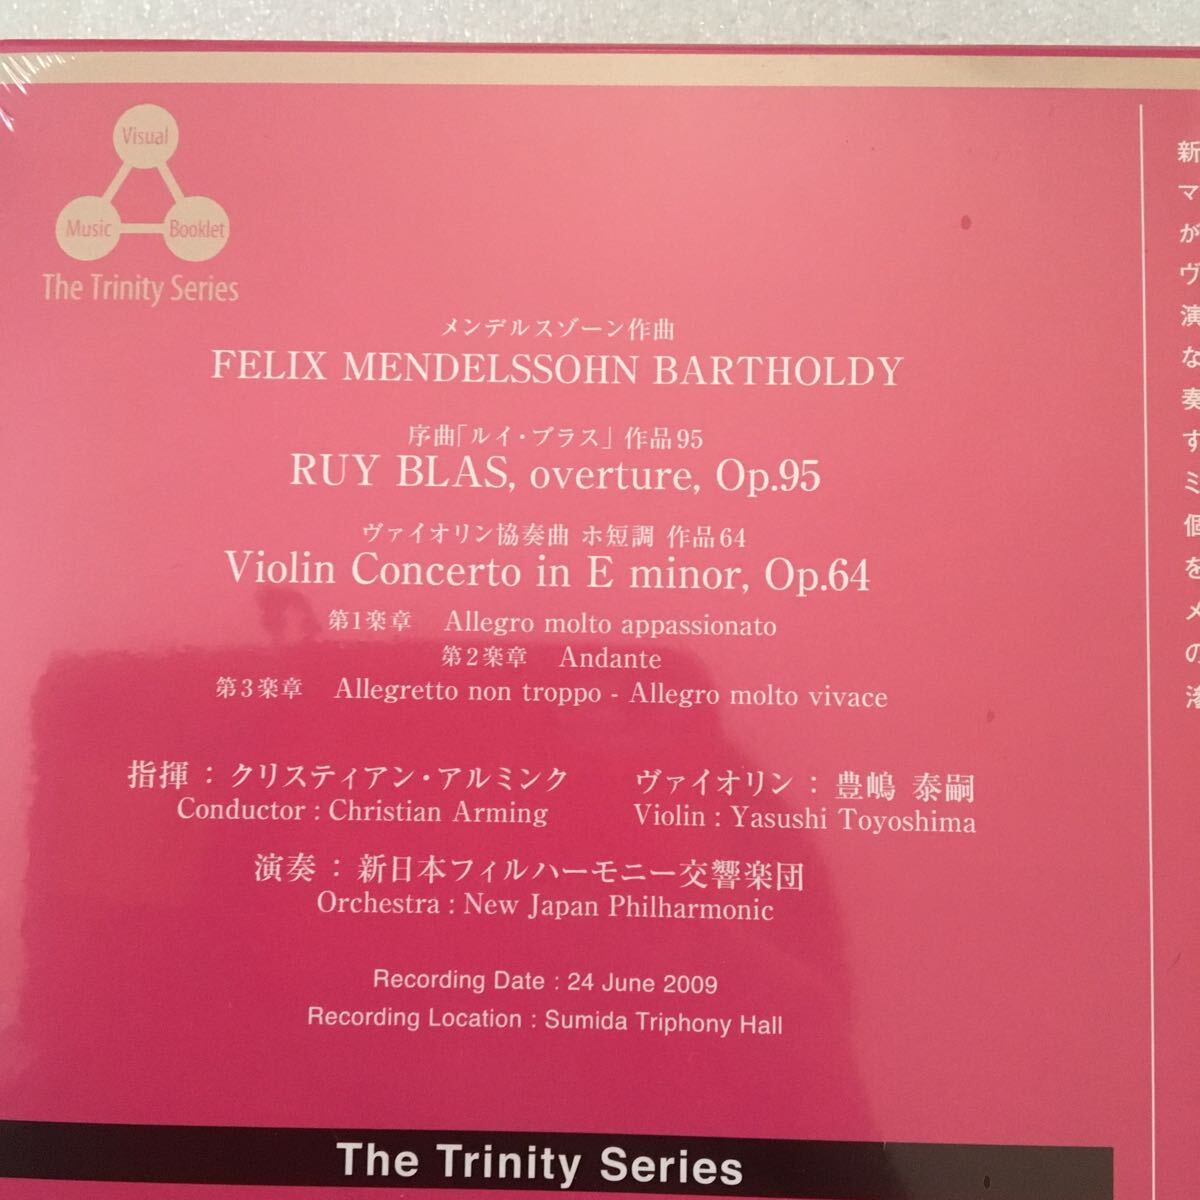 Visual
Music
Booklet
The Trinity Series
メンデルスゾーン作曲
FELIX MENDELSSOHN BARTHOLDY
序曲「ルイ・ブラス」作品95
RUY BLAS, overture, Op.95
ヴァイオリン協奏曲 ホ短調 作品64
Violin Concerto in E minor, Op.64
第1楽章 Allegro molto appassionato
第2楽章 Andante
第3楽章 Allegretto non troppo - Allegro molto vivace
指揮 : クリスティアン・アルミンク
Conductor : Christian Arming
ヴァイオリン : 豊嶋 泰嗣
Violin : Yasushi Toyoshima
演奏 : 新日本フィルハーモニー交響楽団
Orchestra : New Japan Philharmonic
Recording Date : 24 June 2009
Recording Location : Sumida Triphony Hall
The Trinity Series
新
マ
が
ヴ
演
な
奏
す
ミ
個
を
メ
の